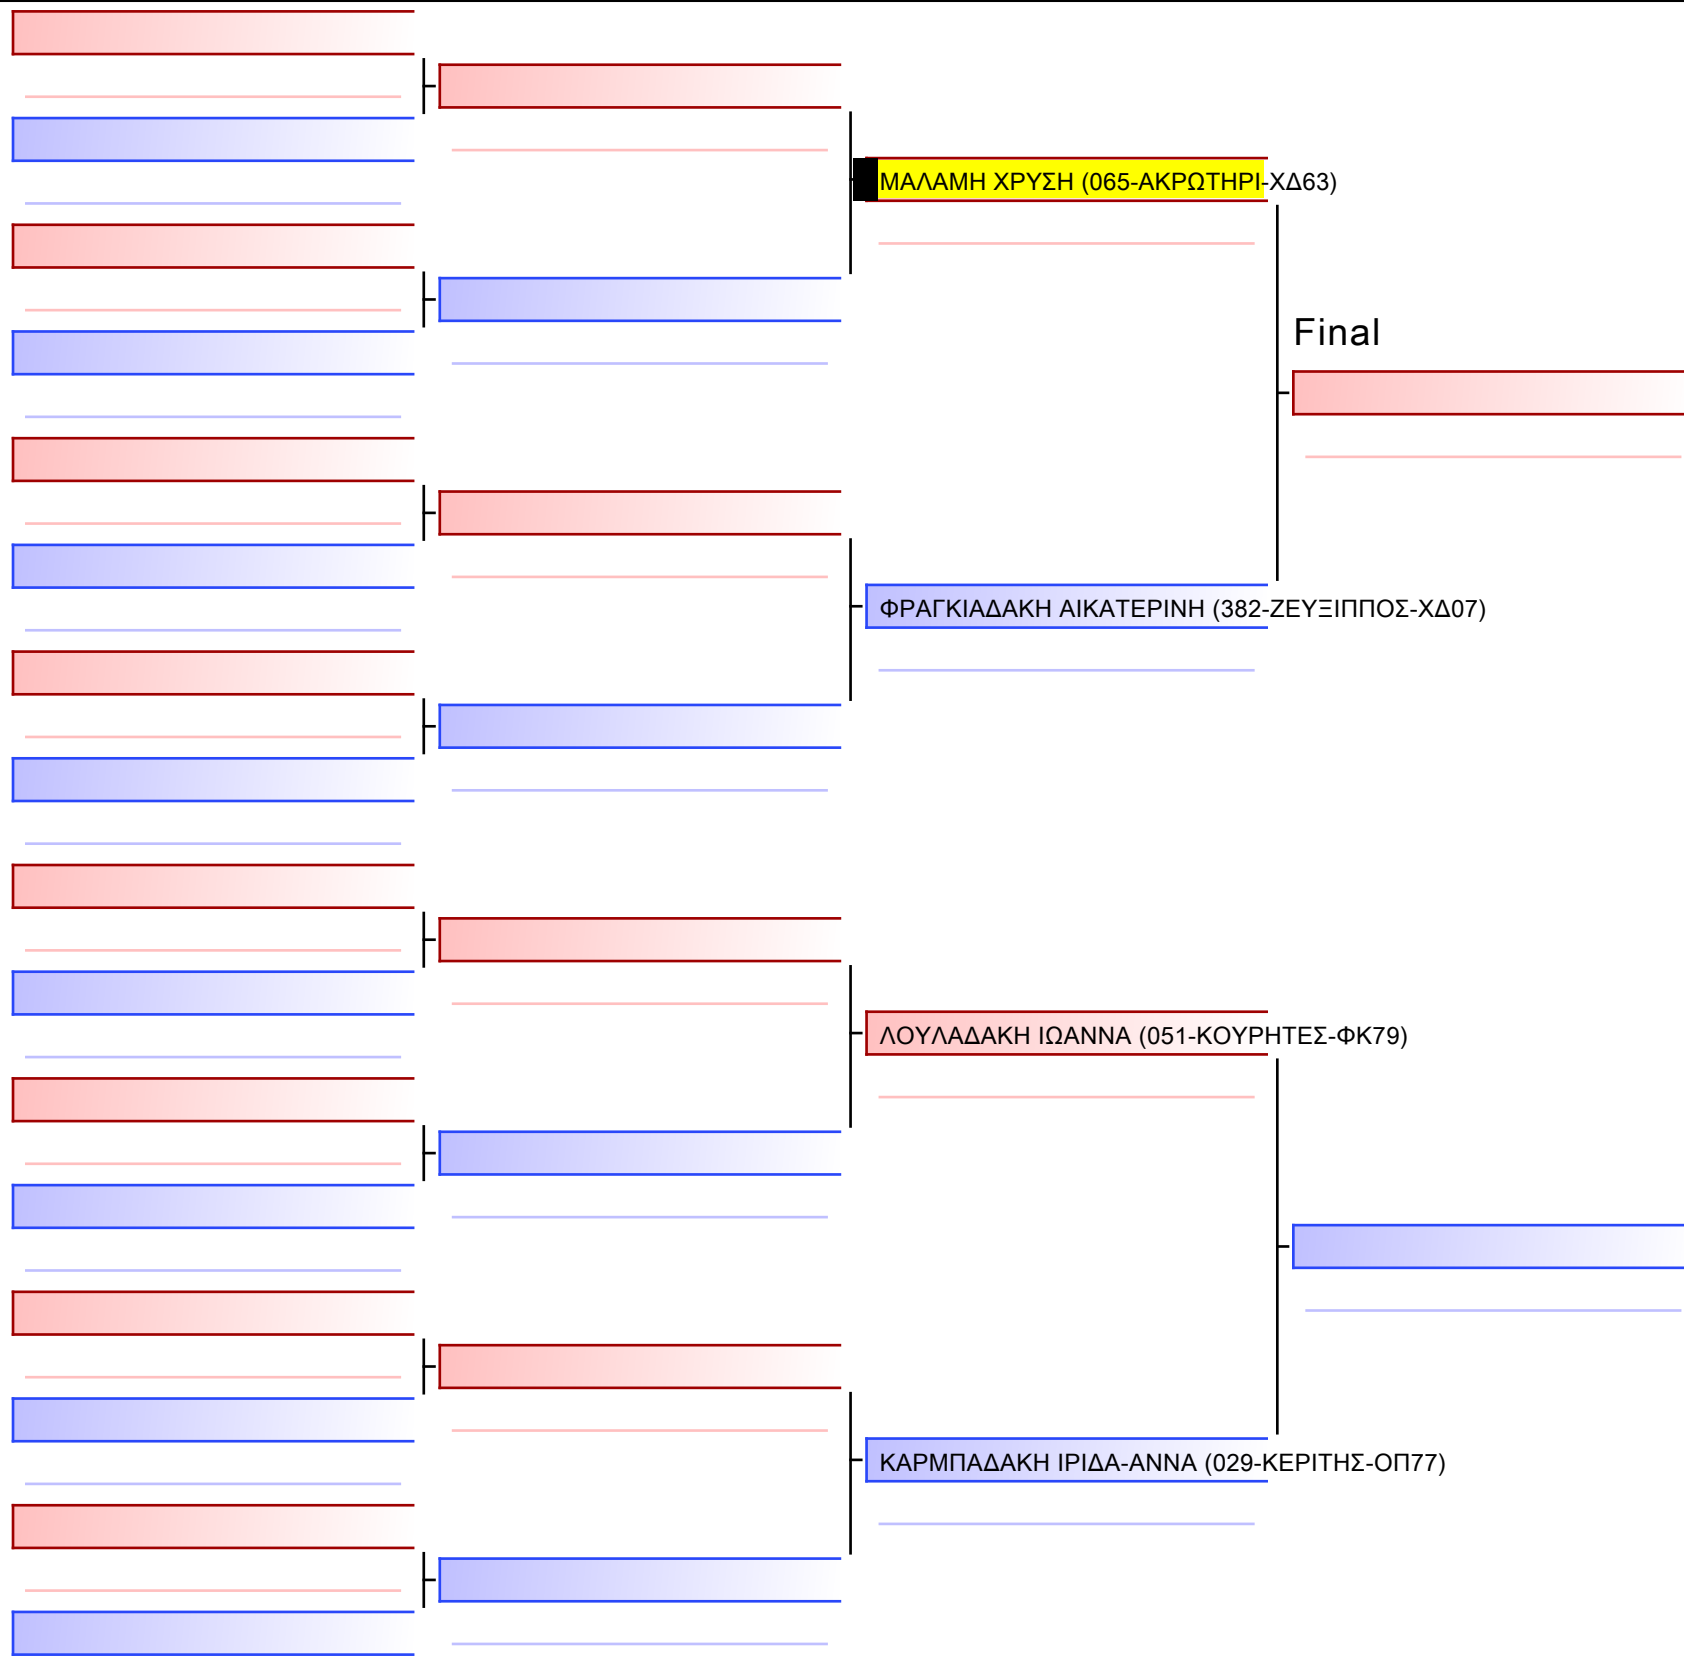 ΜΑΛΑΜΗ ΧΡΥΣΗ (065-ΑΚΡΩΤΗΡΙ-ΧΔ63)
Final
ΦΡΑΓΚΙΑΔΑΚΗ ΑΙΚΑΤΕΡΙΝΗ (382-ΖΕΥΞΙΠΠΟΣ-ΧΔ07)
ΛΟΥΛΑΔΑΚΗ ΙΩΑΝΝΑ (051-ΚΟΥΡΗΤΕΣ-ΦΚ79)
ΚΑΡΜΠΑΔΑΚΗ ΙΡΙΔΑ-ΑΝΝΑ (029-ΚΕΡΙΤΗΣ-ΟΠ77)